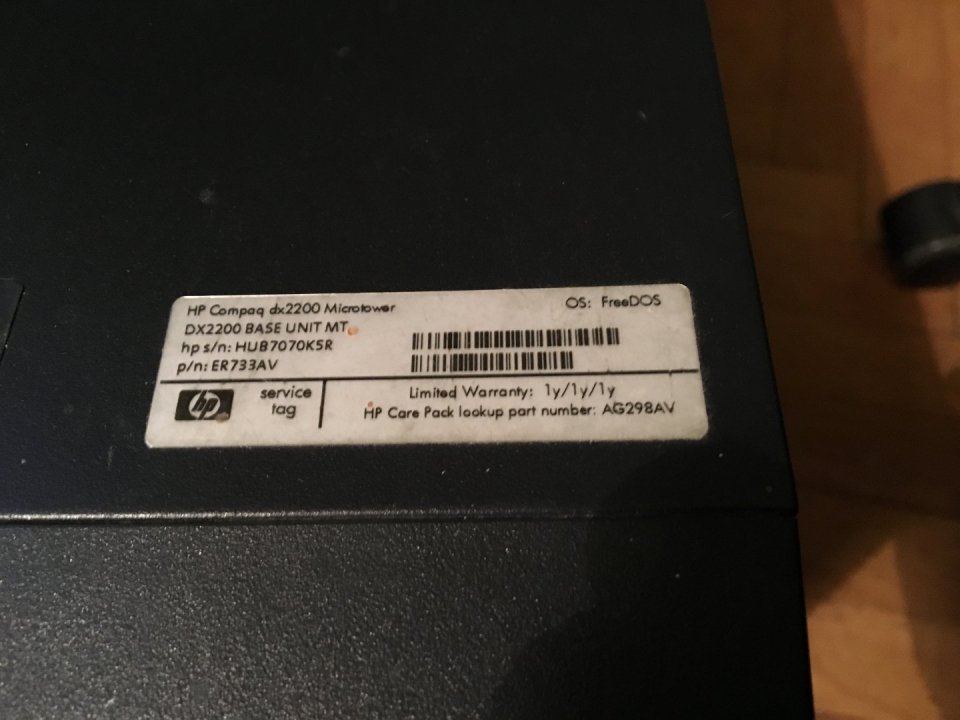 HP Compaq dx2200 Microtower
OS: FreeDOS
DX2200 BASE UNIT MT
hp s/n: HUB7070K5R
p/n: ER733AV
hp
service
tag
Limited Warranty: 1y/1y/1y
HP Care Pack lookup part number: AG298AV